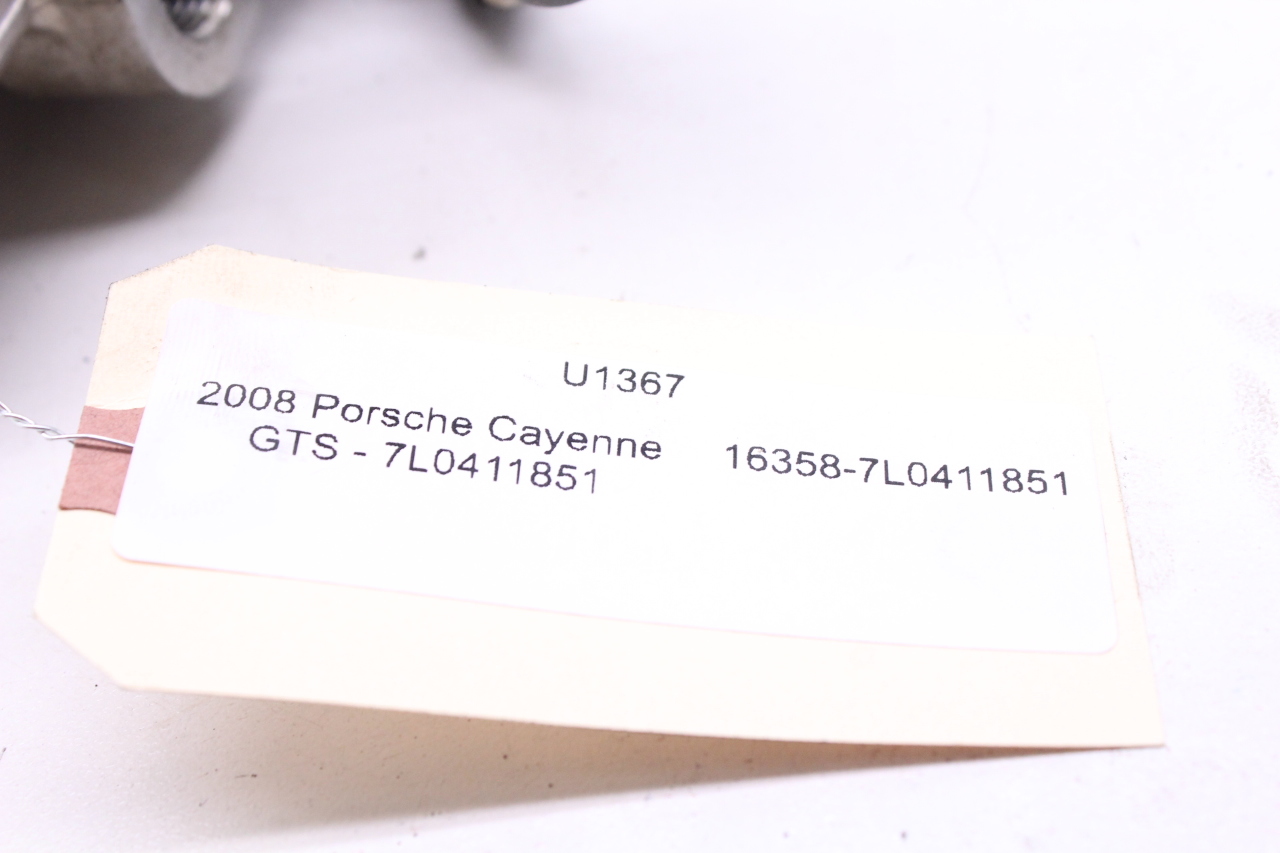 U1367
2008 Porsche Cayenne
GTS - 7L0411851
16358-7L0411851